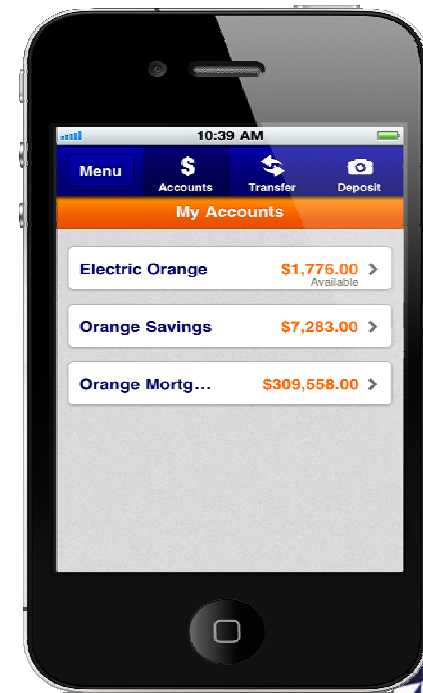 10:39 AM
Menu
$
Accounts
Transfer
Deposit
My Accounts
Electric Orange
$1,776.00
Available
Orange Savings
$7,283.00
Orange Mortg...
$309,558.00